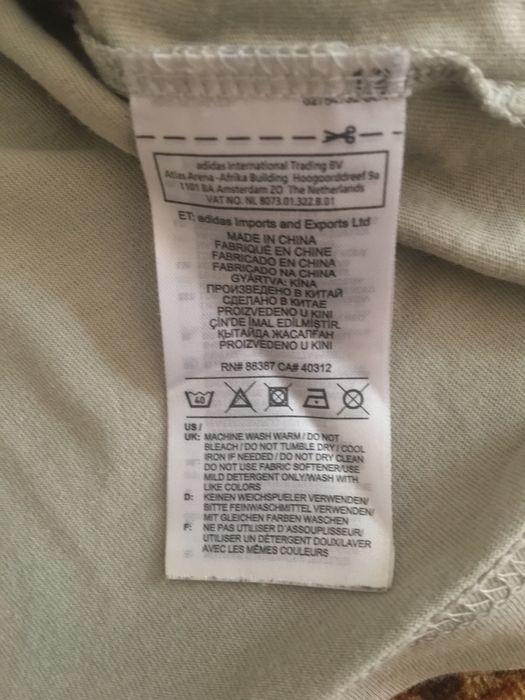 adidas International Trading BV
Atlas Arena -Afrika Building Hoogoorddreef 9a
1101 BA Amsterdam ZO The Netherlands
VAT NO. NL 8073.01.322.B.01
ET: adidas Imports and Exports Ltd
MADE IN CHINA
FABRIQUÉ EN CHINE
FABRICADO EN CHINA
FABRICADO NA CHINA
GYÁRTVA: KÍNA
ПРОИЗВЕДЕНО В КИТАЙ
СДЕЛАНО В КИТАЕ
PROIZVEDENO U KINI
ÇİN'DE İMAL EDİLMİŞTİR.
ҚЫТАЙДА ЖАСАЛҒАН
PROIZVEDENO U KINI
RN# 88387 CA# 40312
40
US /
UK: MACHINE WASH WARM / DO NOT
BLEACH / DO NOT TUMBLE DRY / COOL
IRON IF NEEDED / DO NOT DRY CLEAN
DO NOT USE FABRIC SOFTENER/USE
MILD DETERGENT ONLY/WASH WITH
LIKE COLORS
D: KEINEN WEICHSPUELER VERWENDEN/
BITTE FEINWASCHMITTEL VERWENDEN/
MIT GLEICHEN FARBEN WASCHEN
F: NE PAS UTILISER D'ASSOUPLISSEUR/
UTILISER UN DÉTERGENT DOUX/LAVER
AVEC LES MÊMES COULEURS